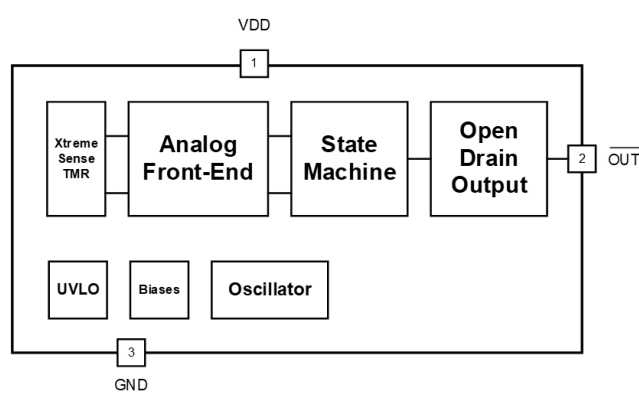 VDD
1
Xtreme
Sense
TMR
Analog
Front-End
State
Machine
Open
Drain
Output
2
OUT
UVLO
Biases
Oscillator
3
GND